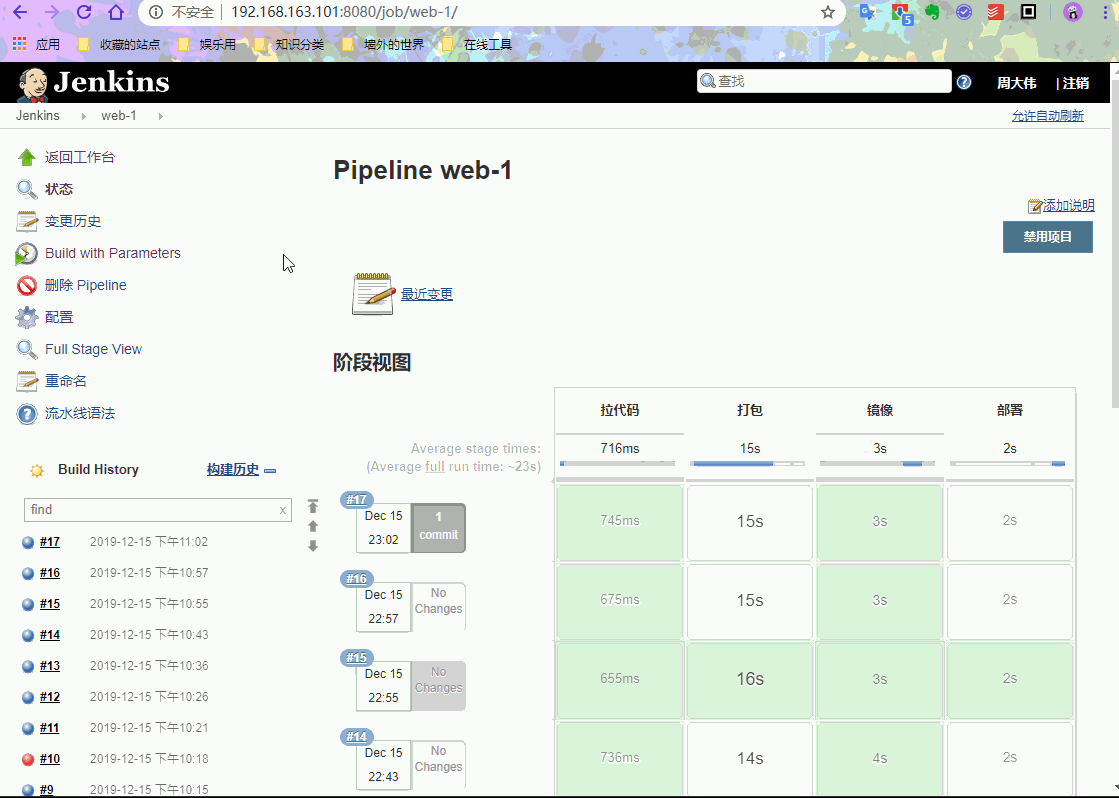 不安全 192.168.163.101:8080/job/web-1/
5
应用 收藏的站点 娱乐用 知识分类 墙外的世界 在线工具
Jenkins 查找 周大伟 | 注销
Jenkins web-1 允许自动刷新
返回工作台
状态
变更历史
Build with Parameters
删除 Pipeline
配置
Full Stage View
重命名
流水线语法
Build History 构建历史
find x
#17 2019-12-15 下午11:02
#16 2019-12-15 下午10:57
#15 2019-12-15 下午10:55
#14 2019-12-15 下午10:43
#13 2019-12-15 下午10:36
#12 2019-12-15 下午10:26
#11 2019-12-15 下午10:21
#10 2019-12-15 下午10:18
#9 2019-12-15 下午10:15
Pipeline web-1
添加说明
禁用项目
最近变更
阶段视图
拉代码 打包 镜像 部署
Average stage times: 716ms 15s 3s 2s
(Average full run time: ~23s)
#17
Dec 15 1
23:02 commit
745ms 15s 3s 2s
#16
Dec 15 No
22:57 Changes
675ms 15s 3s 2s
#15
Dec 15 No
22:55 Changes
655ms 16s 3s 2s
#14
Dec 15 No
22:43 Changes
736ms 14s 4s 2s